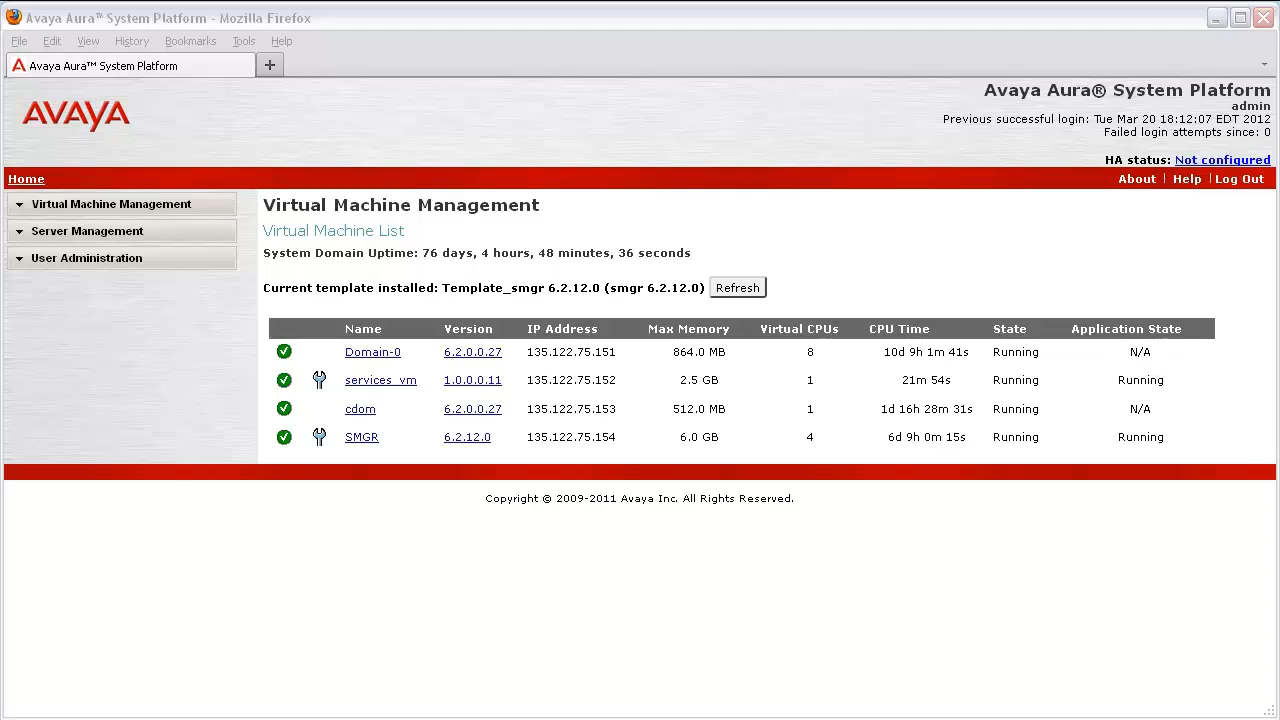 Avaya Aura™ System Platform - Mozilla Firefox
File Edit View History Bookmarks Tools Help
Avaya Aura™ System Platform
AVAYA
Avaya Aura® System Platform
admin
Previous successful login: Tue Mar 20 18:12:07 EDT 2012
Failed login attempts since: 0
HA status: Not configured
Home About | Help | Log Out
Virtual Machine Management
Server Management
User Administration
Virtual Machine Management
Virtual Machine List
System Domain Uptime: 76 days, 4 hours, 48 minutes, 36 seconds
Current template installed: Template_smgr 6.2.12.0 (smgr 6.2.12.0) Refresh
Name Version IP Address Max Memory Virtual CPUs CPU Time State Application State
Domain-0 6.2.0.0.27 135.122.75.151 864.0 MB 8 10d 9h 1m 41s Running N/A
services_vm 1.0.0.0.11 135.122.75.152 2.5 GB 1 21m 54s Running Running
cdom 6.2.0.0.27 135.122.75.153 512.0 MB 1 1d 16h 28m 31s Running N/A
SMGR 6.2.12.0 135.122.75.154 6.0 GB 4 6d 9h 0m 15s Running Running
Copyright © 2009-2011 Avaya Inc. All Rights Reserved.